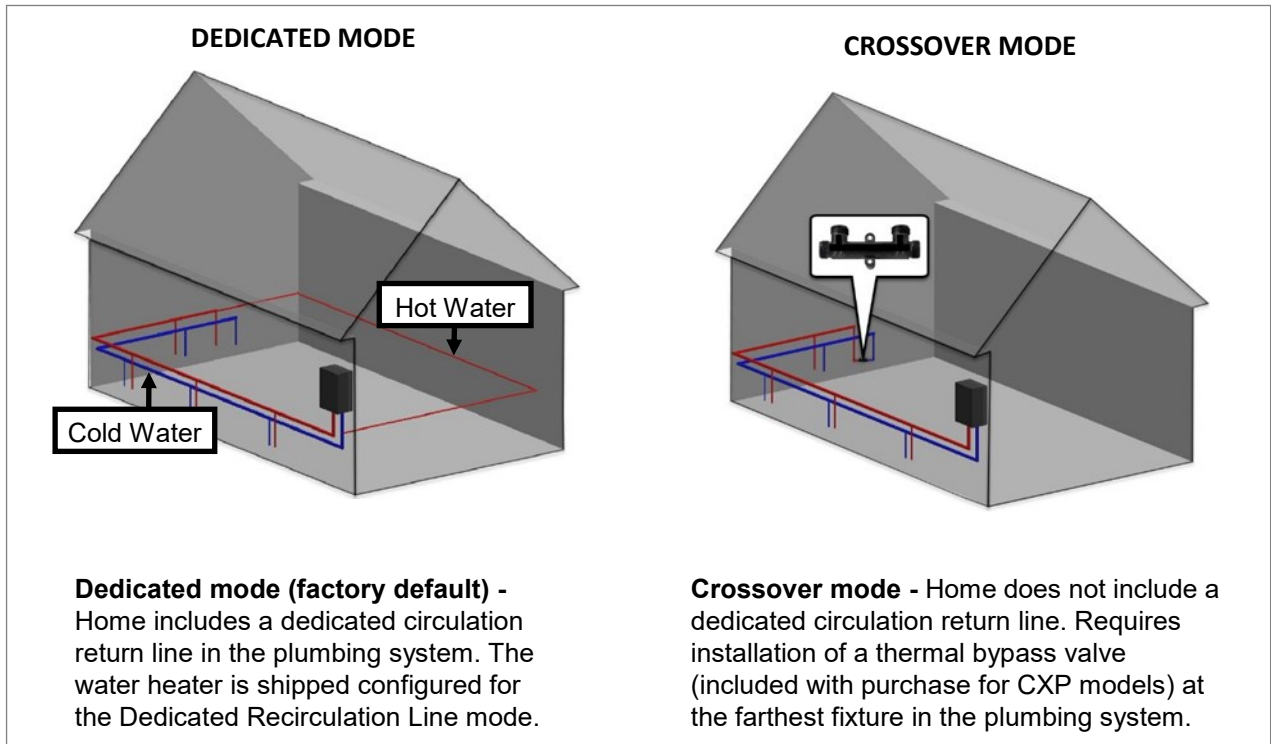 DEDICATED MODE
CROSSOVER MODE
Hot Water
Cold Water
Dedicated mode (factory default) -
Home includes a dedicated circulation
return line in the plumbing system. The
water heater is shipped configured for
the Dedicated Recirculation Line mode.
Crossover mode - Home does not include a
dedicated circulation return line. Requires
installation of a thermal bypass valve
(included with purchase for CXP models) at
the farthest fixture in the plumbing system.